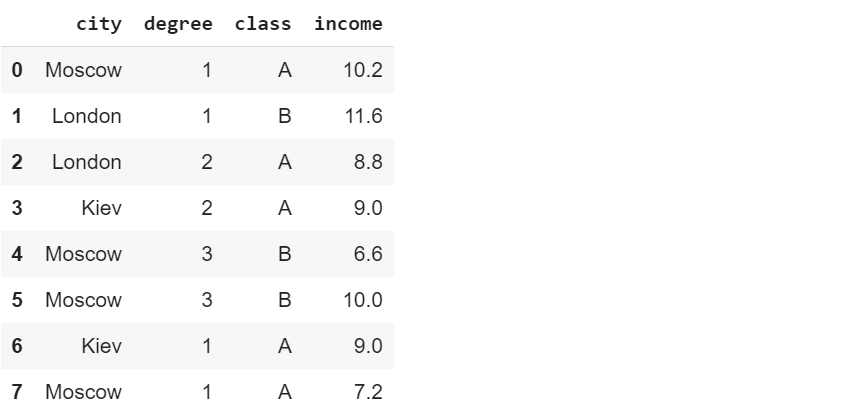 city degree class income
0 Moscow 1 A 10.2
1 London 1 B 11.6
2 London 2 A 8.8
3 Kiev 2 A 9.0
4 Moscow 3 B 6.6
5 Moscow 3 B 10.0
6 Kiev 1 A 9.0
7 Moscow 1 A 7.2